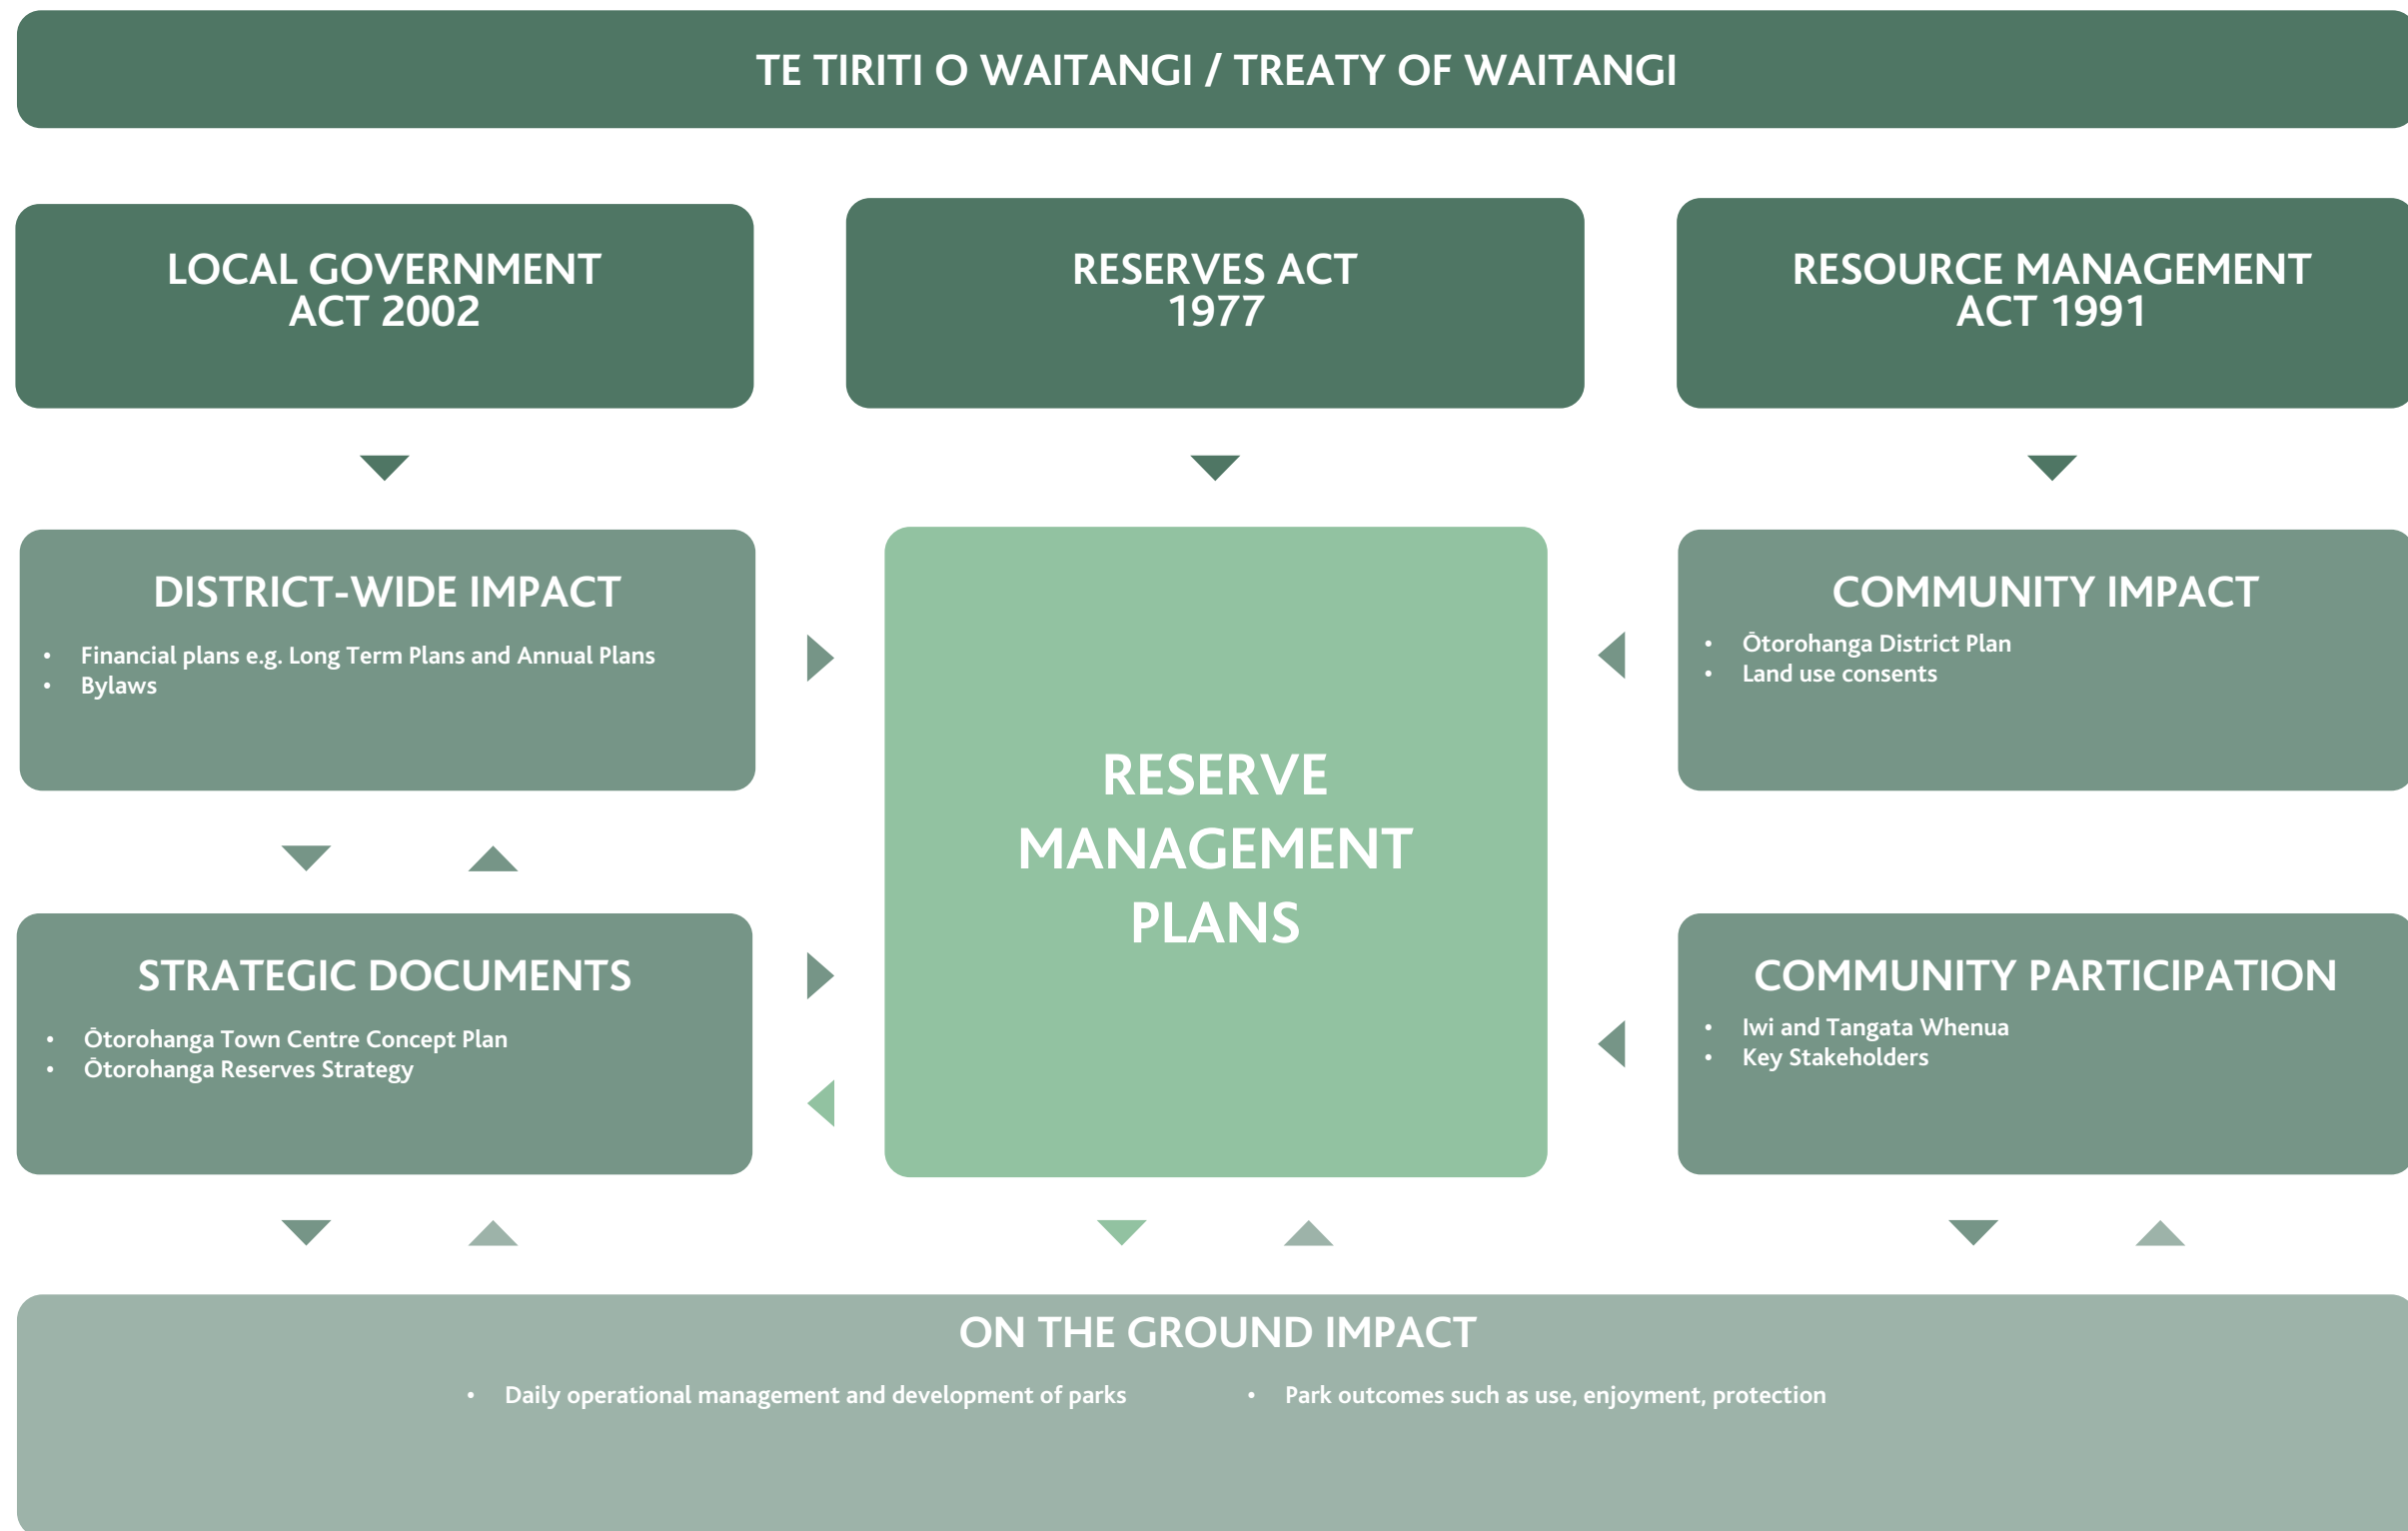 TE TIRITI O WAITANGI / TREATY OF WAITANGI
LOCAL GOVERNMENT
ACT 2002
RESERVES ACT
1977
RESOURCE MANAGEMENT
ACT 1991
DISTRICT-WIDE IMPACT
• Financial plans e.g. Long Term Plans and Annual Plans
• Bylaws
RESERVE
MANAGEMENT
PLANS
COMMUNITY IMPACT
• Ōtorohanga District Plan
• Land use consents
STRATEGIC DOCUMENTS
• Ōtorohanga Town Centre Concept Plan
• Ōtorohanga Reserves Strategy
COMMUNITY PARTICIPATION
• Iwi and Tangata Whenua
• Key Stakeholders
ON THE GROUND IMPACT
• Daily operational management and development of parks
• Park outcomes such as use, enjoyment, protection